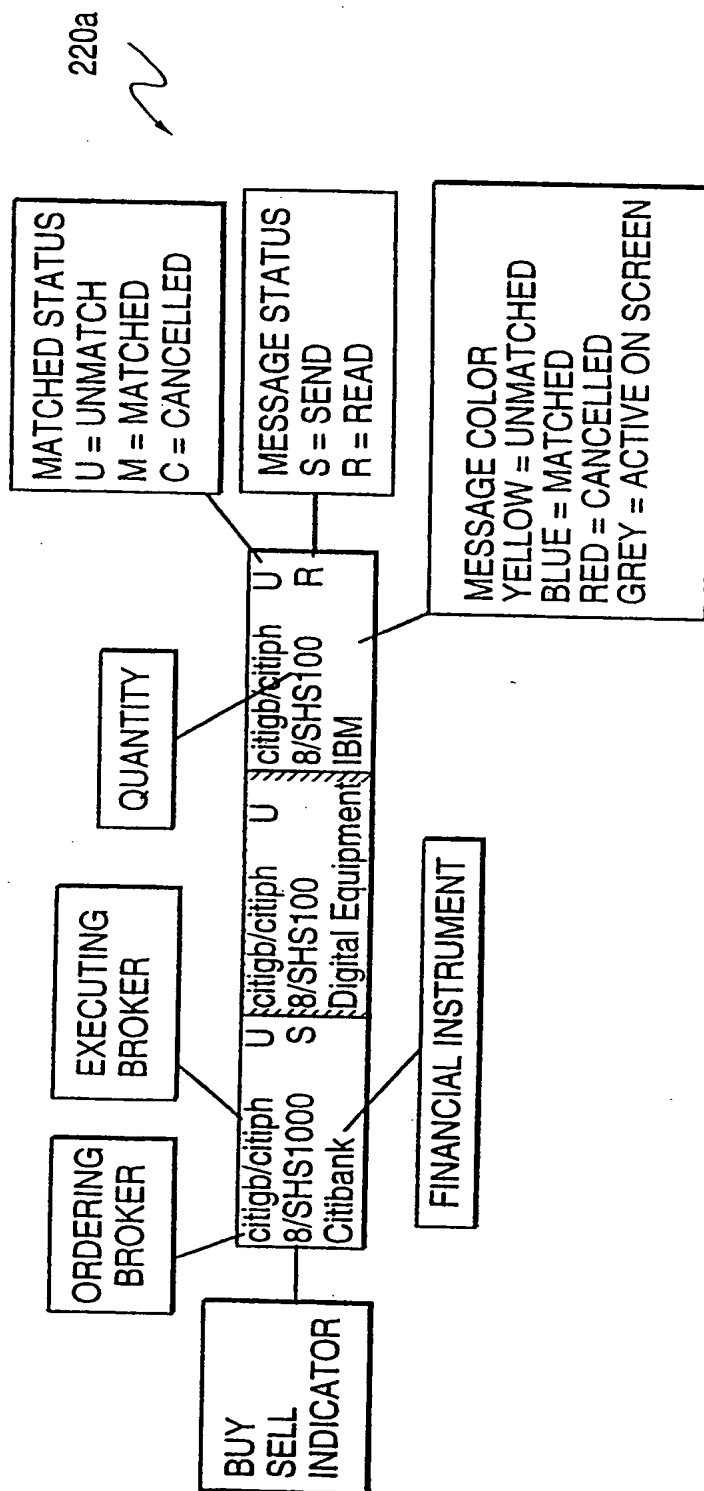 220a
ORDERING
BROKER
EXECUTING
BROKER
QUANTITY
MATCHED STATUS
U = UNMATCH
M = MATCHED
C = CANCELLED
BUY
SELL
INDICATOR
citigb/citiph U
8/SHS1000 S
Citibank
citigb/citiph U
8/SHS100
Digital Equipment
citigb/citiph U
8/SHS100 R
IBM
MESSAGE STATUS
S = SEND
R = READ
FINANCIAL INSTRUMENT
MESSAGE COLOR
YELLOW = UNMATCHED
BLUE = MATCHED
RED = CANCELLED
GREY = ACTIVE ON SCREEN